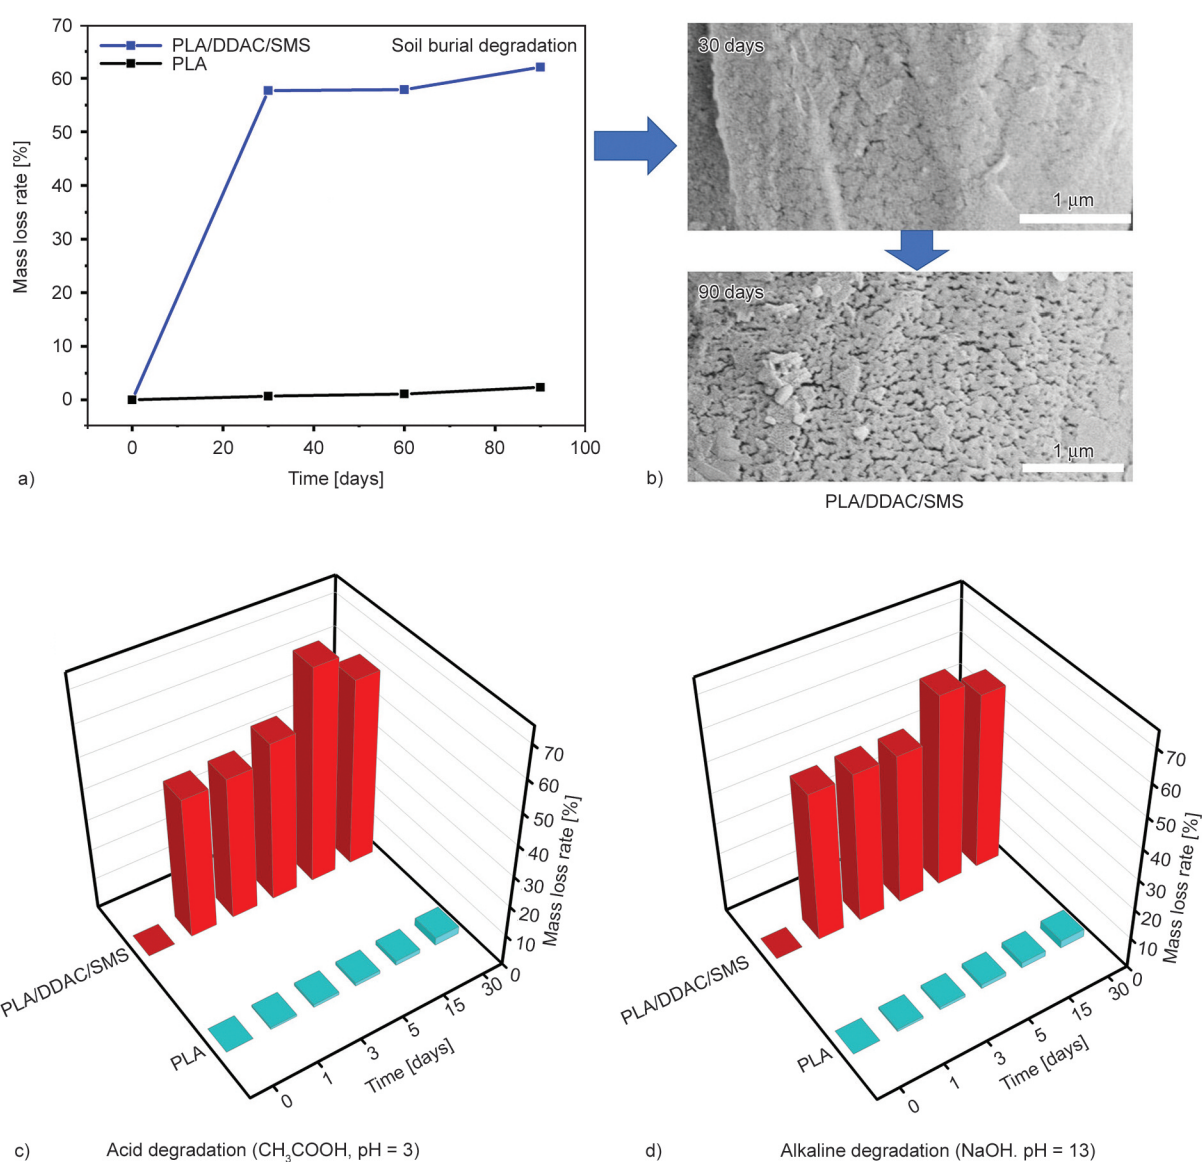 70
60
50
40
30
20
10
0
Mass loss rate [%]
PLA/DDAC/SMS
PLA
Soil burial degradation
0 20 40 60 80 100
Time [days]
a)
30 days
1 μm
90 days
1 μm
b)
PLA/DDAC/SMS
70
60
50
40
30
20
10
0
Mass loss rate [%]
PLA/DDAC/SMS
PLA
0 1 3 5 15 30
Time [days]
c) Acid degradation (CH₃COOH, pH = 3)
70
60
50
40
30
20
10
0
Mass loss rate [%]
PLA/DDAC/SMS
PLA
0 1 3 5 15 30
Time [days]
d) Alkaline degradation (NaOH. pH = 13)